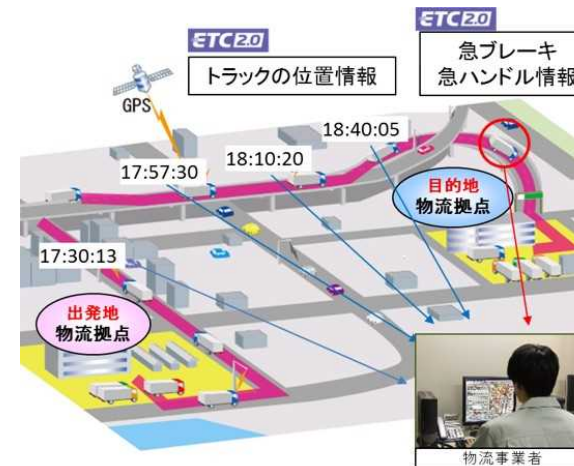 ETC2.0
トラックの位置情報
ETC2.0
急ブレーキ
急ハンドル情報
GPS
18:40:05
17:57:30
18:10:20
目的地
物流拠点
17:30:13
出発地
物流拠点
物流事業者